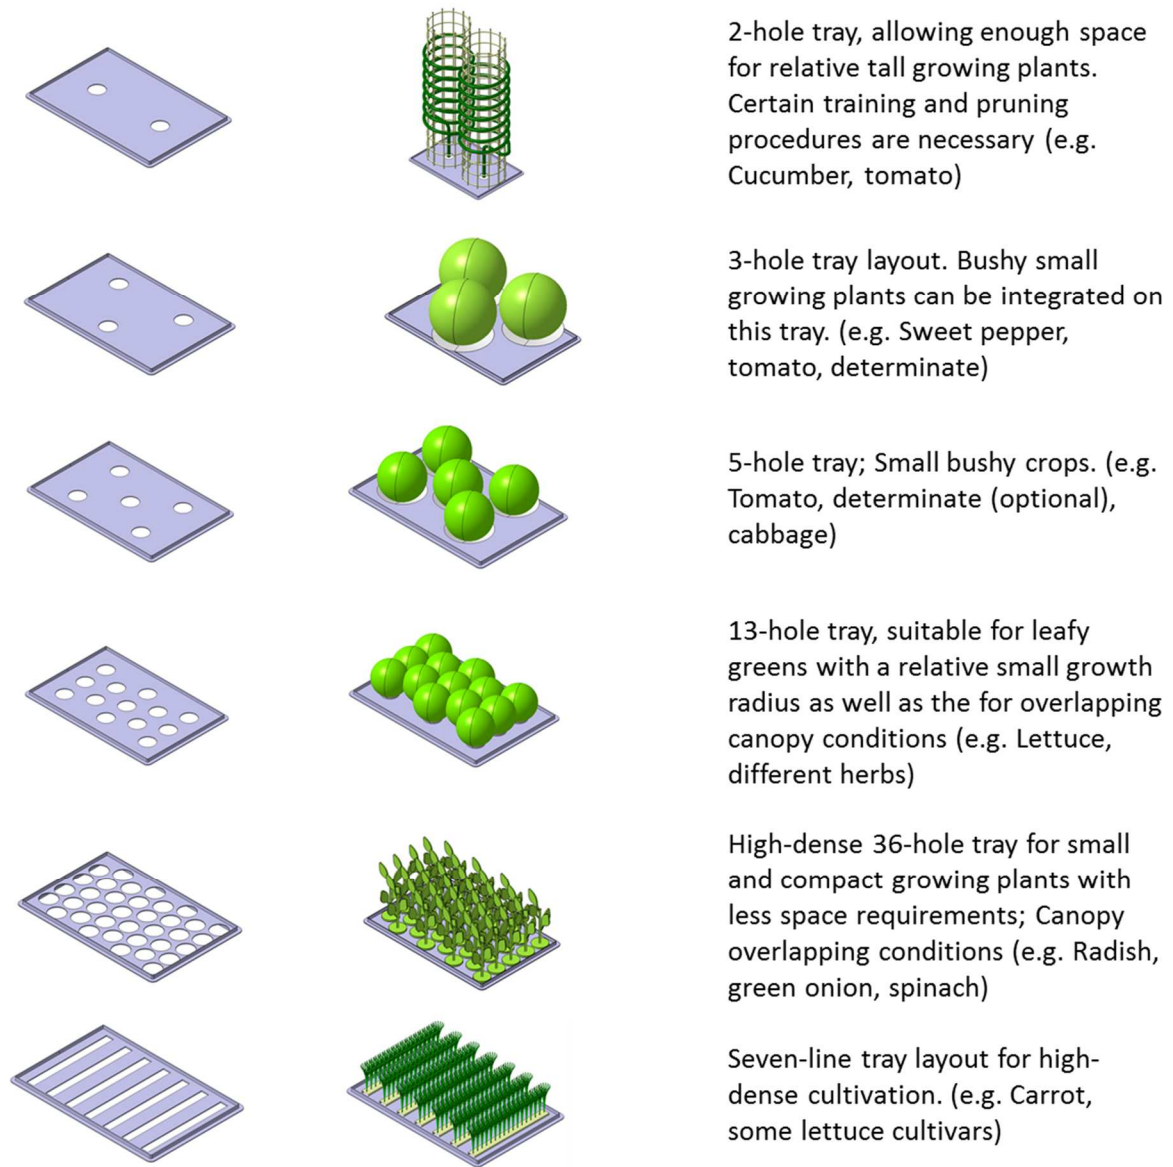 2-hole tray, allowing enough space
for relative tall growing plants.
Certain training and pruning
procedures are necessary (e.g.
Cucumber, tomato)
3-hole tray layout. Bushy small
growing plants can be integrated on
this tray. (e.g. Sweet pepper,
tomato, determinate)
5-hole tray; Small bushy crops. (e.g.
Tomato, determinate (optional),
cabbage)
13-hole tray, suitable for leafy
greens with a relative small growth
radius as well as the for overlapping
canopy conditions (e.g. Lettuce,
different herbs)
High-dense 36-hole tray for small
and compact growing plants with
less space requirements; Canopy
overlapping conditions (e.g. Radish,
green onion, spinach)
Seven-line tray layout for high-
dense cultivation. (e.g. Carrot,
some lettuce cultivars)